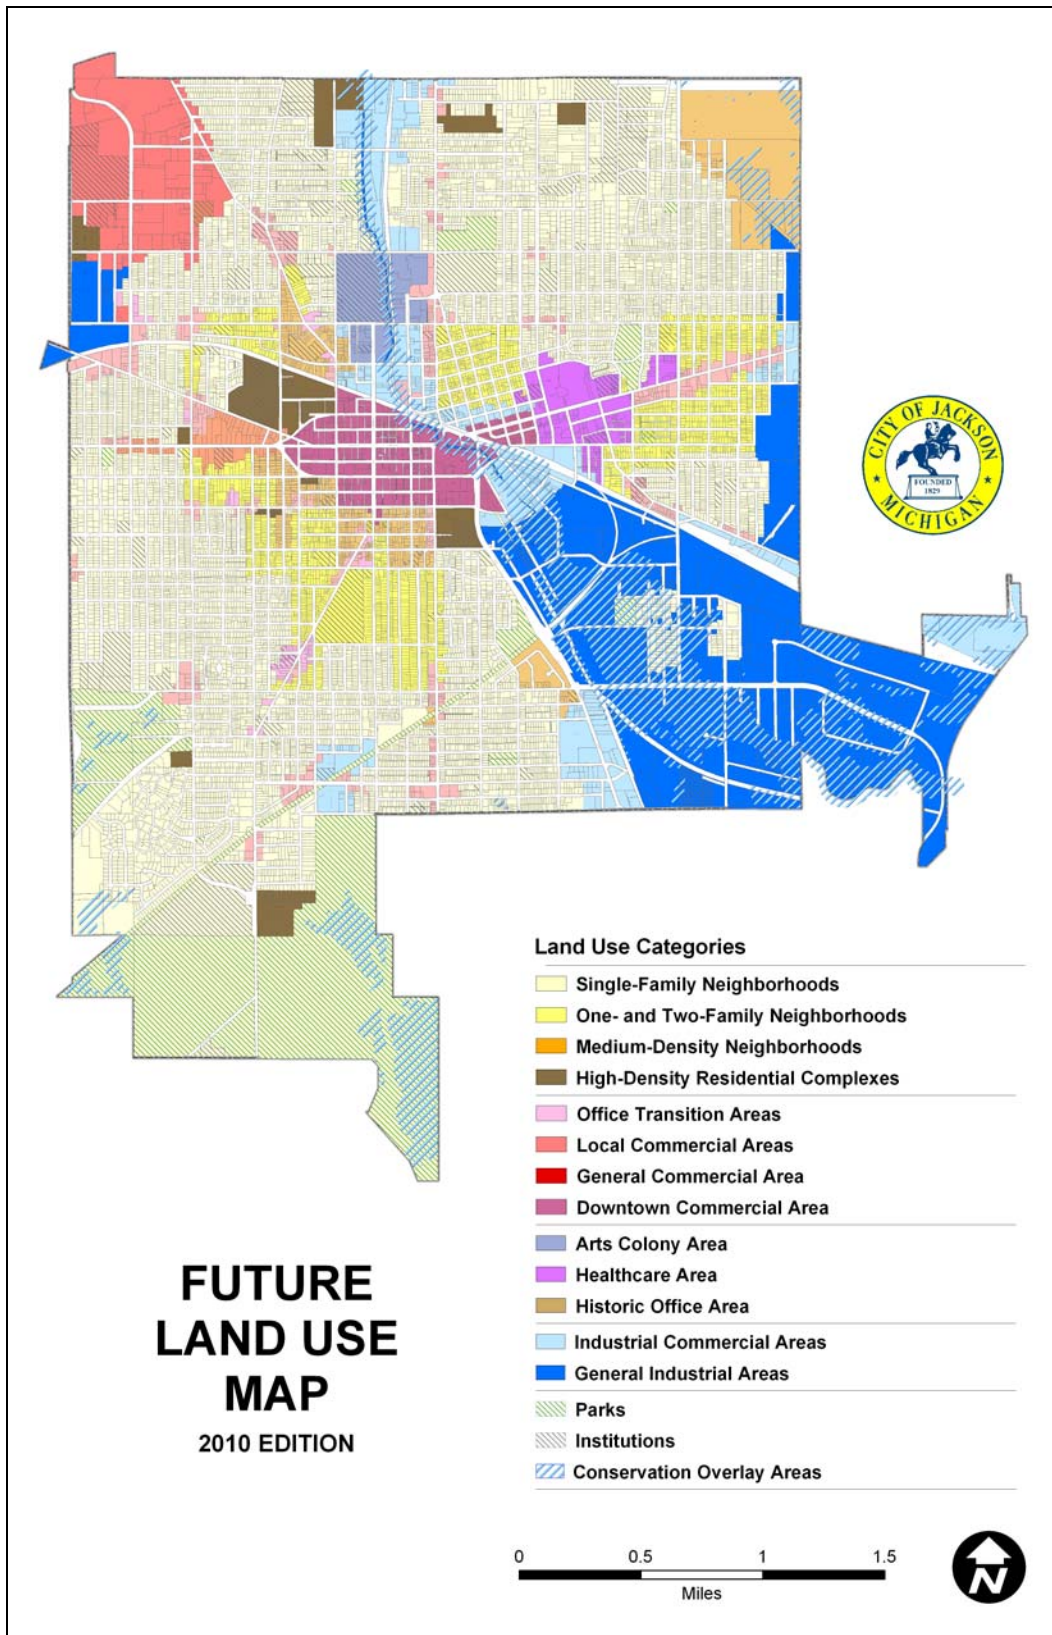 CITY OF JACKSON
FOUNDED
1829
MICHIGAN
Land Use Categories
Single-Family Neighborhoods
One- and Two-Family Neighborhoods
Medium-Density Neighborhoods
High-Density Residential Complexes
Office Transition Areas
Local Commercial Areas
General Commercial Area
Downtown Commercial Area
Arts Colony Area
Healthcare Area
Historic Office Area
Industrial Commercial Areas
General Industrial Areas
Parks
Institutions
Conservation Overlay Areas
FUTURE
LAND USE
MAP
2010 EDITION
0 0.5 1 1.5
Miles
N